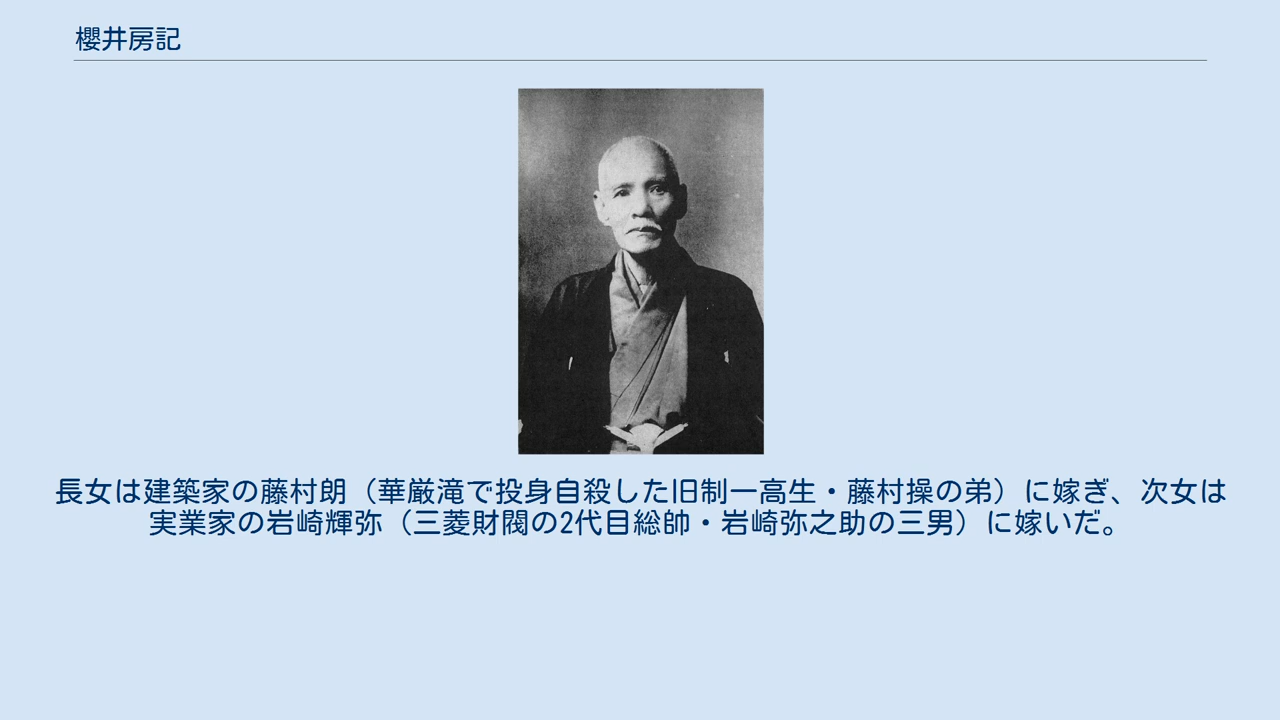 櫻井房記
長女は建築家の藤村朗（華厳滝で投身自殺した旧制一高生・藤村操の弟）に嫁ぎ、次女は
実業家の岩崎輝弥（三菱財閥の2代目総帥・岩崎弥之助の三男）に嫁いだ。